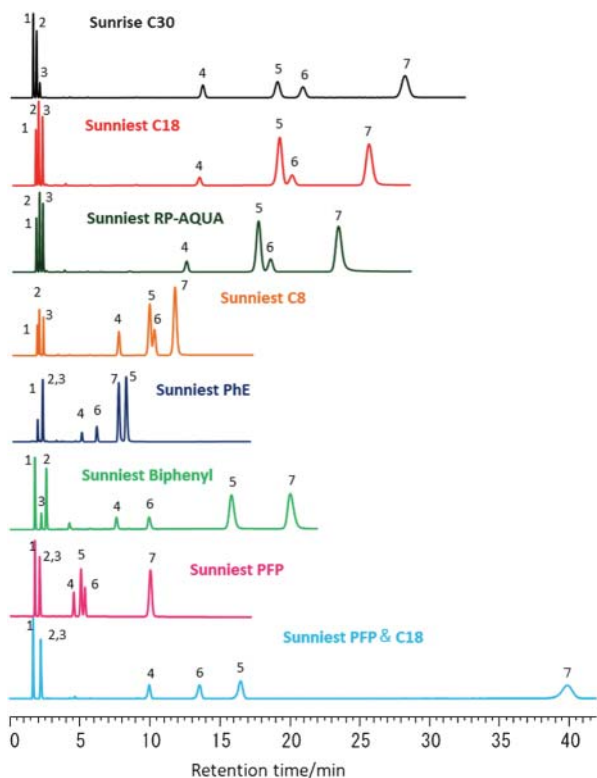 1 2 Sunrise C30
3 4 5 6 7
2 3 Sunniest C18 5 7
1 4 6
2 3 Sunniest RP-AQUA 5 7
1 4 6
2 Sunniest C8 7
1 3 4 5 6
2,3 Sunniest PhE
1 4 6 7 5
1 2 Sunniest Biphenyl 5 7
3 4 6
1 2,3 5 Sunniest PFP 7
4 6
1 2,3 Sunniest PFP & C18
4 6 5 7
0 5 10 15 20 25 30 35 40
Retention time/min